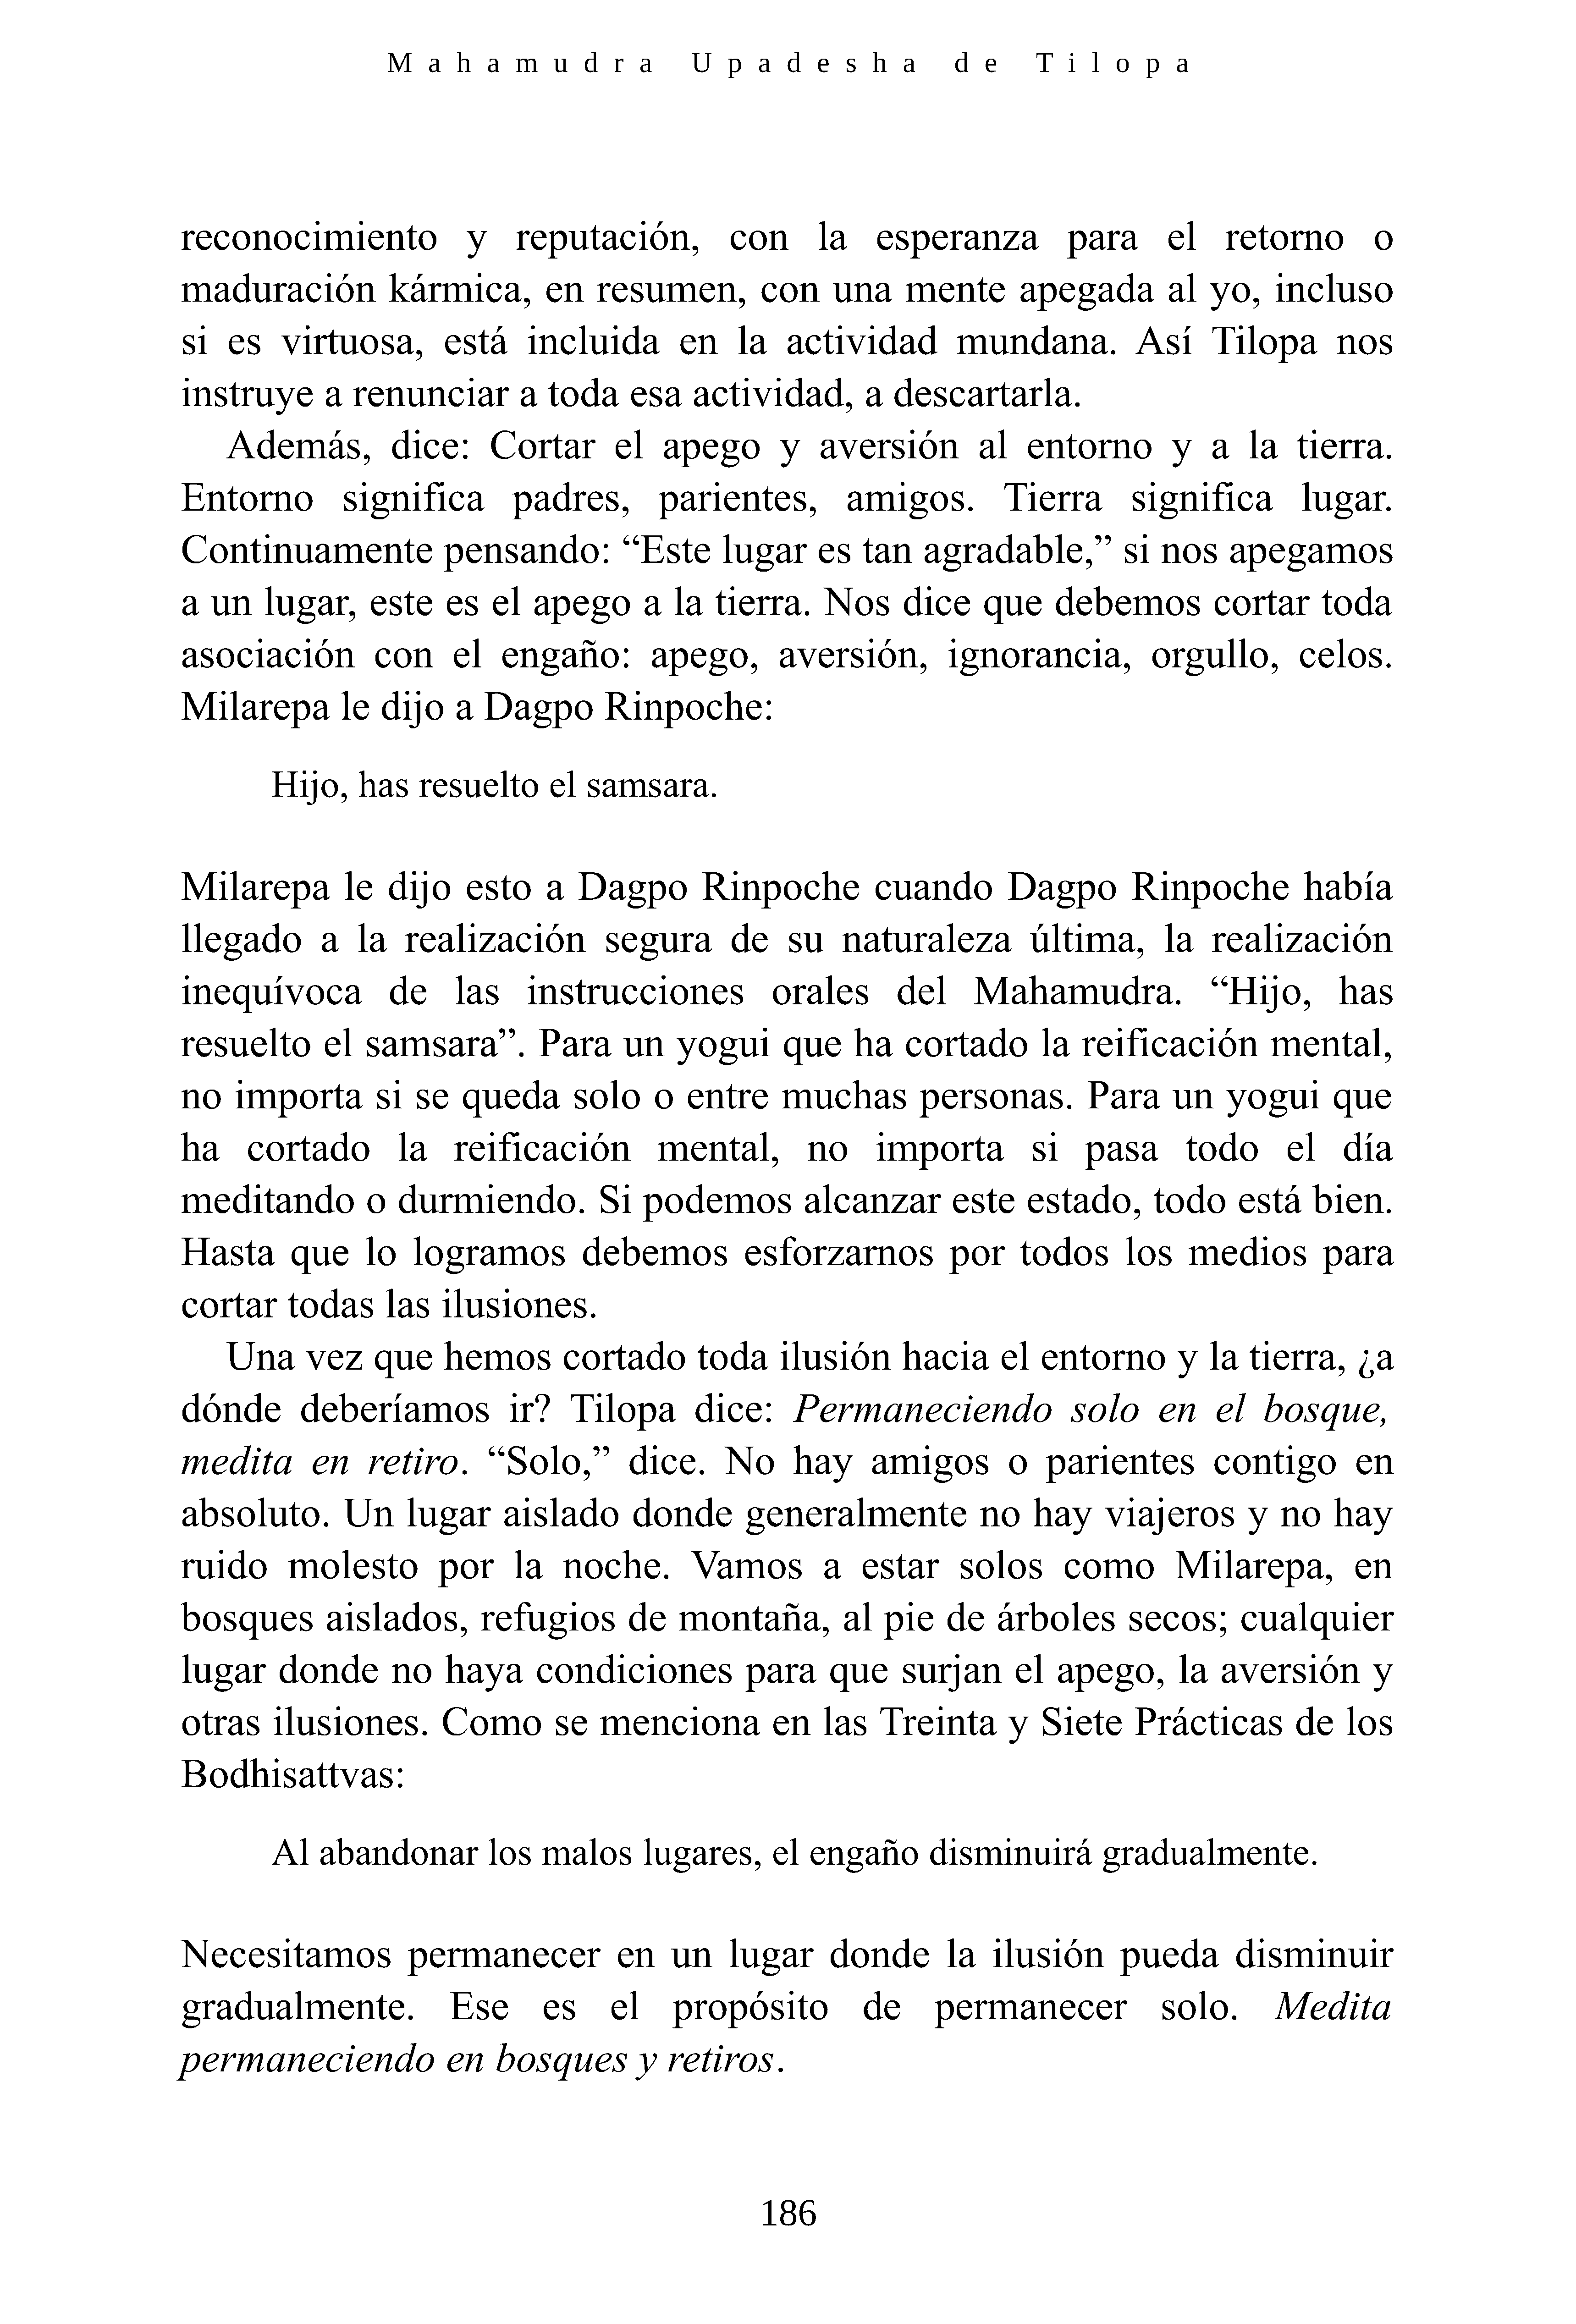 Mahamudra Upadesha de Tilopa
reconocimiento y reputación, con la esperanza para el retorno o
maduración kármica, en resumen, con una mente apegada al yo, incluso
si es virtuosa, está incluida en la actividad mundana. Así Tilopa nos
instruye a renunciar a toda esa actividad, a descartarla.
Además, dice: Cortar el apego y aversión al entorno y a la tierra.
Entorno significa padres, parientes, amigos. Tierra significa lugar.
Continuamente pensando: “Este lugar es tan agradable,” si nos apegamos
a un lugar, este es el apego a la tierra. Nos dice que debemos cortar toda
asociación con el engaño: apego, aversión, ignorancia, orgullo, celos.
Milarepa le dijo a Dagpo Rinpoche:
Hijo, has resuelto el samsara.
Milarepa le dijo esto a Dagpo Rinpoche cuando Dagpo Rinpoche había
llegado a la realización segura de su naturaleza última, la realización
inequívoca de las instrucciones orales del Mahamudra. “Hijo, has
resuelto el samsara”. Para un yogui que ha cortado la reificación mental,
no importa si se queda solo o entre muchas personas. Para un yogui que
ha cortado la reificación mental, no importa si pasa todo el día
meditando o durmiendo. Si podemos alcanzar este estado, todo está bien.
Hasta que lo logramos debemos esforzarnos por todos los medios para
cortar todas las ilusiones.
Una vez que hemos cortado toda ilusión hacia el entorno y la tierra, ¿a
dónde deberíamos ir? Tilopa dice: Permaneciendo solo en el bosque,
medita en retiro. “Solo,” dice. No hay amigos o parientes contigo en
absoluto. Un lugar aislado donde generalmente no hay viajeros y no hay
ruido molesto por la noche. Vamos a estar solos como Milarepa, en
bosques aislados, refugios de montaña, al pie de árboles secos; cualquier
lugar donde no haya condiciones para que surjan el apego, la aversión y
otras ilusiones. Como se menciona en las Treinta y Siete Prácticas de los
Bodhisattvas:
Al abandonar los malos lugares, el engaño disminuirá gradualmente.
Necesitamos permanecer en un lugar donde la ilusión pueda disminuir
gradualmente. Ese es el propósito de permanecer solo. Medita
permaneciendo en bosques y retiros.
186